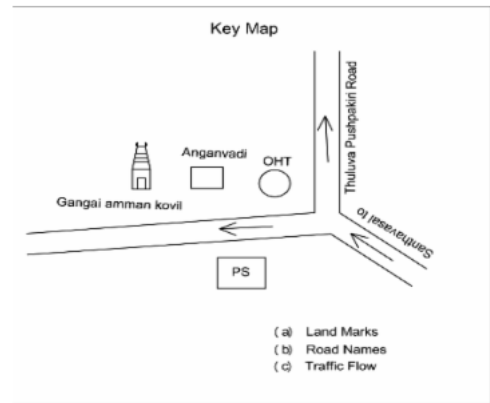 Key Map
Thuluva Pushpakiri Road
Anganvadi
OHT
Gangai amman kovil
Santhavasal to
PS
(a) Land Marks
(b) Road Names
(c) Traffic Flow